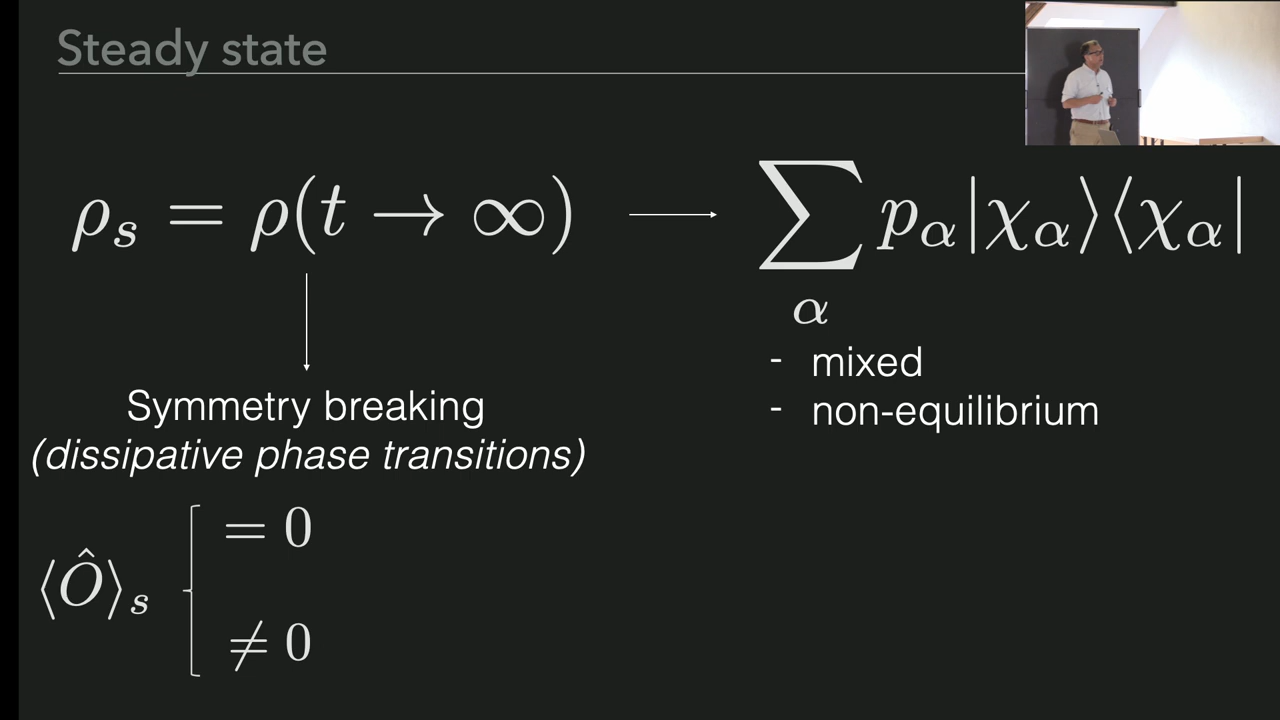 Steady state
ρ_s = ρ(t → ∞) ⟶ ∑_α p_α|χ_α⟩⟨χ_α|
- mixed
- non-equilibrium
Symmetry breaking
(dissipative phase transitions)
= 0
⟨Ô⟩_s
≠ 0